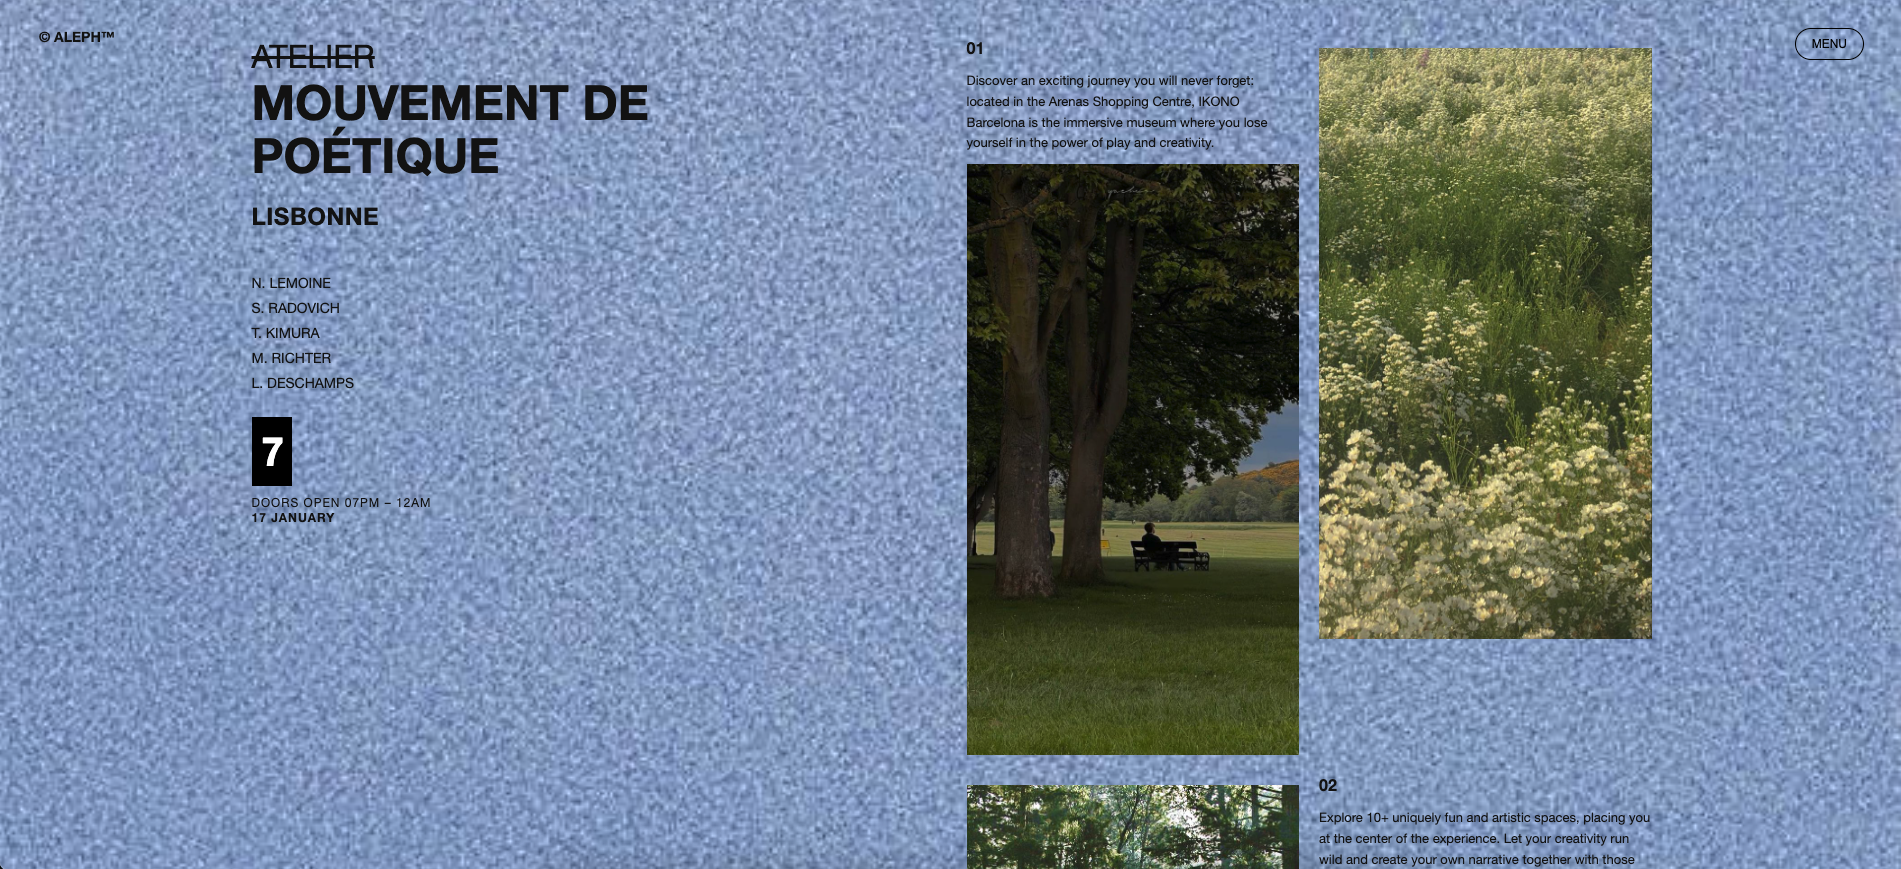 © ALEPH™
MENU
ATELIER
MOUVEMENT DE
POÉTIQUE
LISBONNE
N. LEMOINE
S. RADOVICH
T. KIMURA
M. RICHTER
L. DESCHAMPS
7
DOORS OPEN 07PM – 12AM
17 JANUARY
01
Discover an exciting journey you will never forget:
located in the Arenas Shopping Centre, IKONO
Barcelona is the immersive museum where you lose
yourself in the power of play and creativity.
02
Explore 10+ uniquely fun and artistic spaces, placing you
at the center of the experience. Let your creativity run
wild and create your own narrative together with those